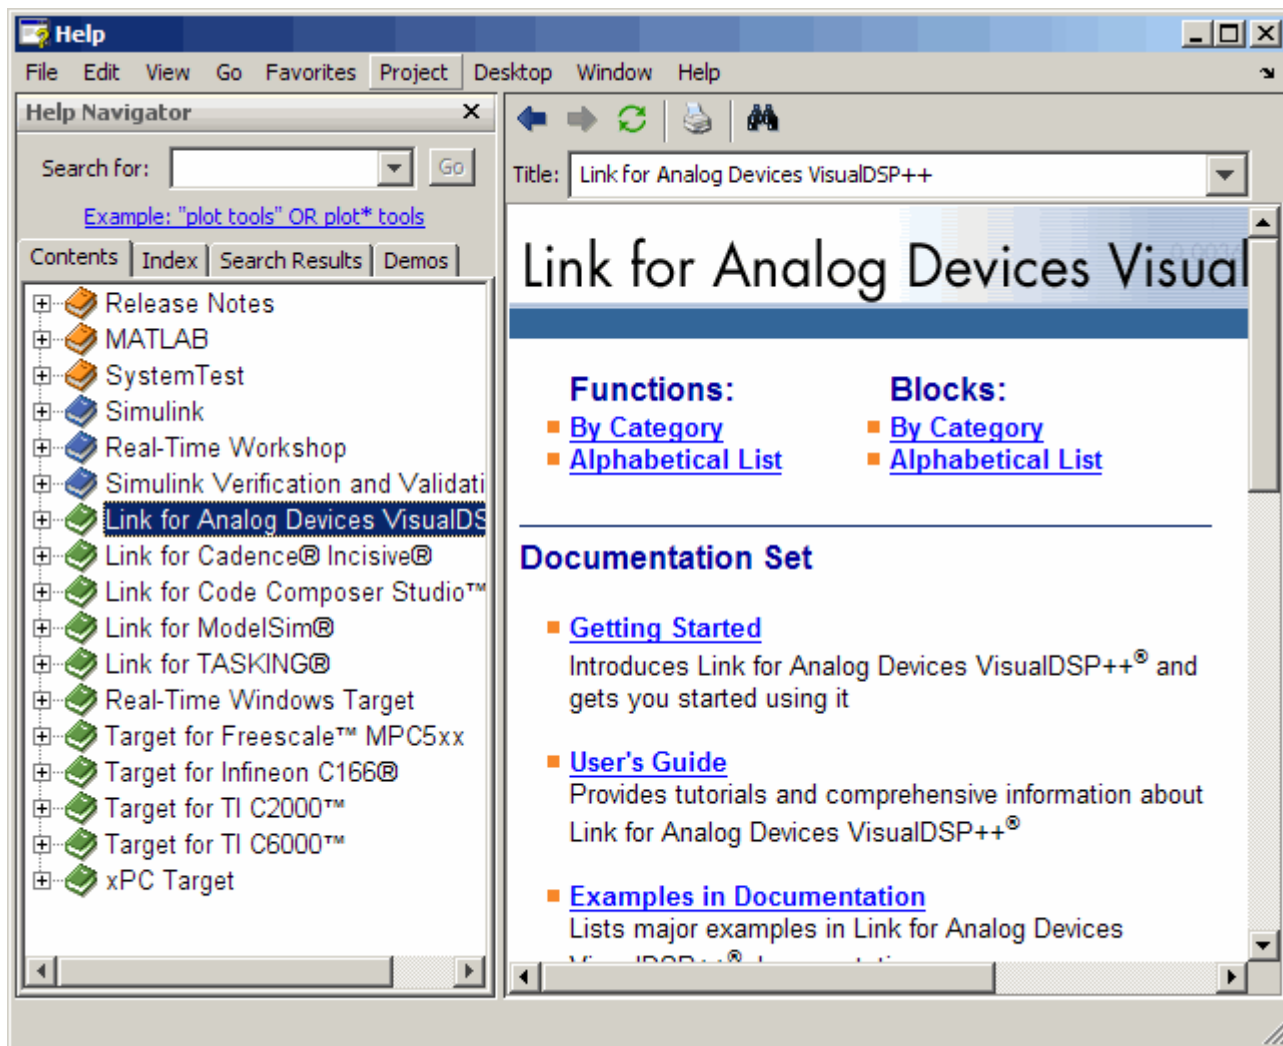 Help
File Edit View Go Favorites Project Desktop Window Help
Help Navigator
Search for:
Go
Example: "plot tools" OR plot* tools
Contents Index Search Results Demos
Release Notes
MATLAB
SystemTest
Simulink
Real-Time Workshop
Simulink Verification and Validati
Link for Analog Devices VisualDS
Link for Cadence® Incisive®
Link for Code Composer Studio™
Link for ModelSim®
Link for TASKING®
Real-Time Windows Target
Target for Freescale™ MPC5xx
Target for Infineon C166®
Target for TI C2000™
Target for TI C6000™
xPC Target
Title: Link for Analog Devices VisualDSP++
Link for Analog Devices Visual
Functions: Blocks:
By Category By Category
Alphabetical List Alphabetical List
Documentation Set
Getting Started
Introduces Link for Analog Devices VisualDSP++® and
gets you started using it
User's Guide
Provides tutorials and comprehensive information about
Link for Analog Devices VisualDSP++®
Examples in Documentation
Lists major examples in Link for Analog Devices